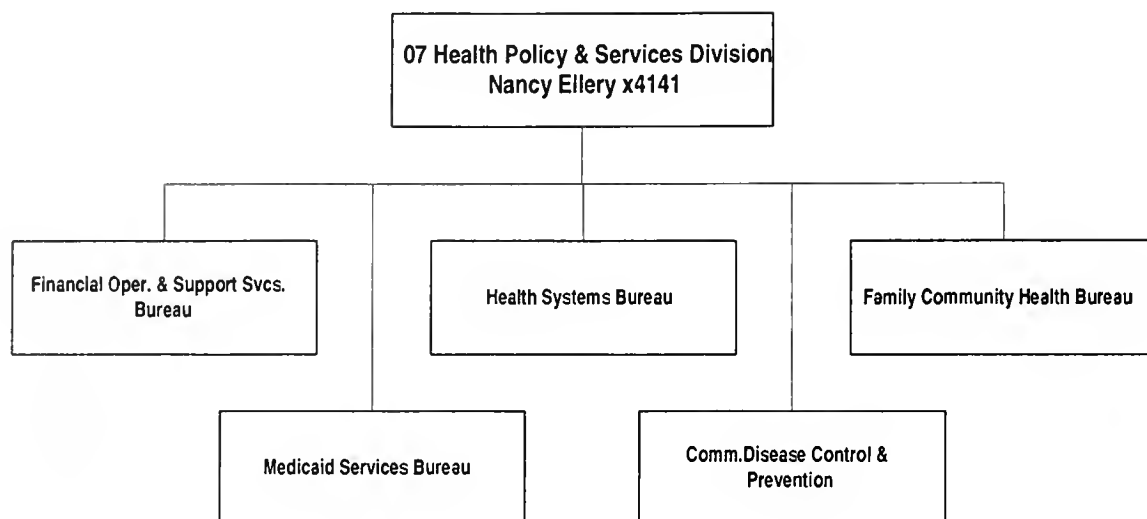 07 Health Policy & Services Division
Nancy Ellery x4141
Financial Oper. & Support Svcs.
Bureau
Health Systems Bureau
Family Community Health Bureau
Medicaid Services Bureau
Comm.Disease Control &
Prevention